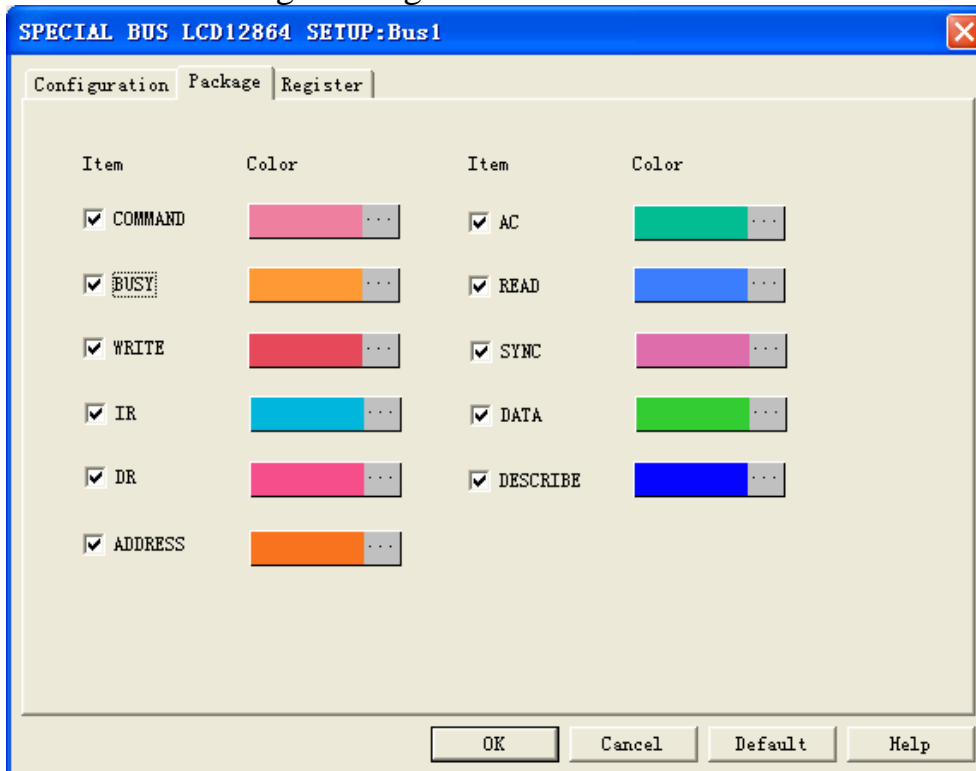 SPECIAL BUS LCD12864 SETUP:Bus1
Configuration Package Register
Item Color Item Color
COMMAND ... AC ...
BUSY ... READ ...
WRITE ... SYNC ...
IR ... DATA ...
DR ... DESCRIBE ...
ADDRESS ...
OK Cancel Default Help